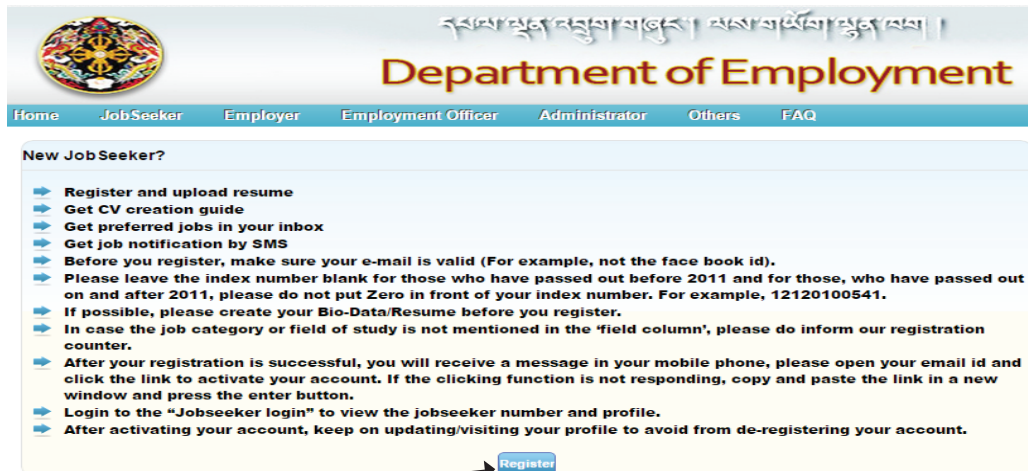 དཔལ་ལྡན་འབྲུག་གཞུང་། ལས་གཡོག་ལྷན་ཁག །
Department of Employment
Home JobSeeker Employer Employment Officer Administrator Others FAQ
New JobSeeker?
Register and upload resume
Get CV creation guide
Get preferred jobs in your inbox
Get job notification by SMS
Before you register, make sure your e-mail is valid (For example, not the face book id).
Please leave the index number blank for those who have passed out before 2011 and for those, who have passed out
on and after 2011, please do not put Zero in front of your index number. For example, 12120100541.
If possible, please create your Bio-Data/Resume before you register.
In case the job category or field of study is not mentioned in the ‘field column’, please do inform our registration
counter.
After your registration is successful, you will receive a message in your mobile phone, please open your email id and
click the link to activate your account. If the clicking function is not responding, copy and paste the link in a new
window and press the enter button.
Login to the “Jobseeker login” to view the jobseeker number and profile.
After activating your account, keep on updating/visiting your profile to avoid from de-registering your account.
Register